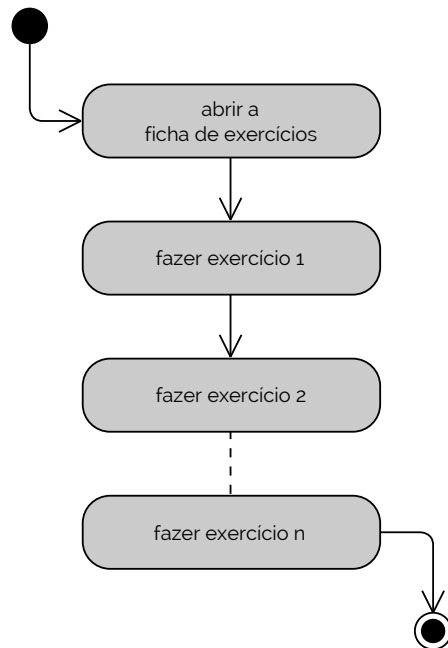 abrir a
ficha de exercícios
fazer exercício 1
fazer exercício 2
fazer exercício n